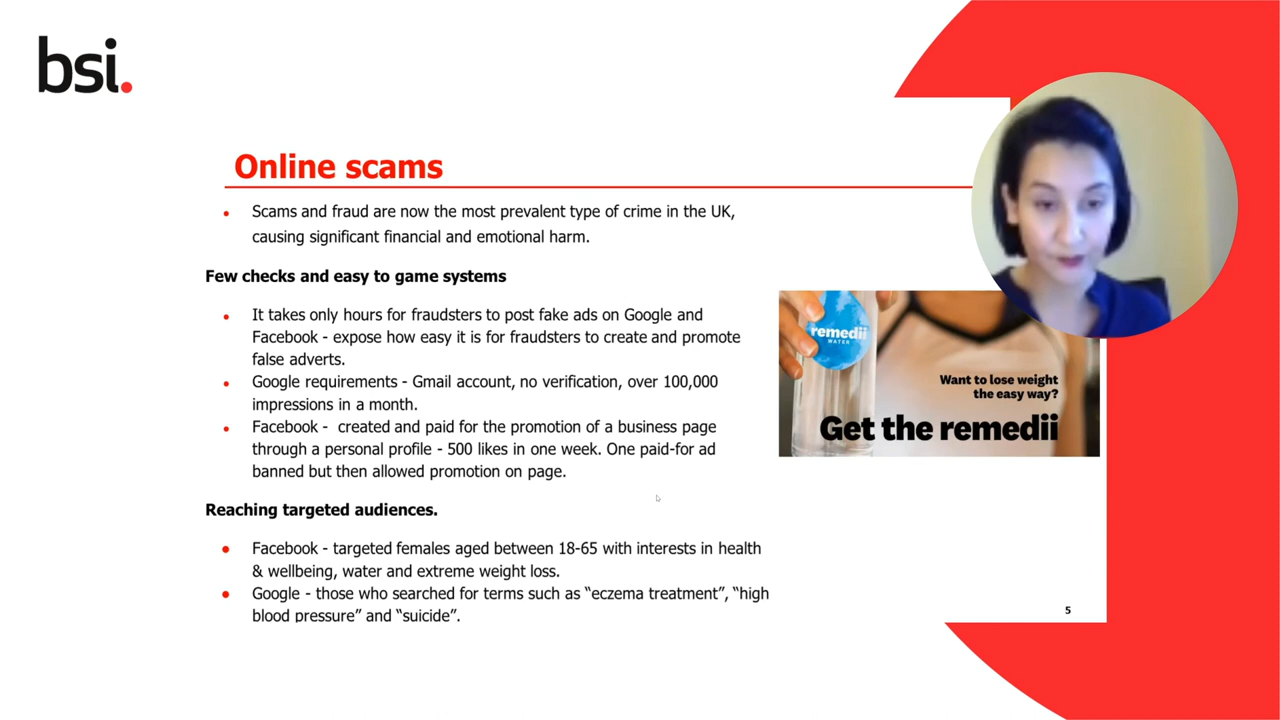 bsi.
Online scams
Scams and fraud are now the most prevalent type of crime in the UK,
causing significant financial and emotional harm.
Few checks and easy to game systems
It takes only hours for fraudsters to post fake ads on Google and
Facebook - expose how easy it is for fraudsters to create and promote
false adverts.
Google requirements - Gmail account, no verification, over 100,000
impressions in a month.
Facebook -  created and paid for the promotion of a business page
through a personal profile - 500 likes in one week. One paid-for ad
banned but then allowed promotion on page.
remedii
WATER
Want to lose weight
the easy way?
Get the remedii
Reaching targeted audiences.
Facebook - targeted females aged between 18-65 with interests in health
& wellbeing, water and extreme weight loss.
Google - those who searched for terms such as “eczema treatment”, “high
blood pressure” and “suicide”.
5